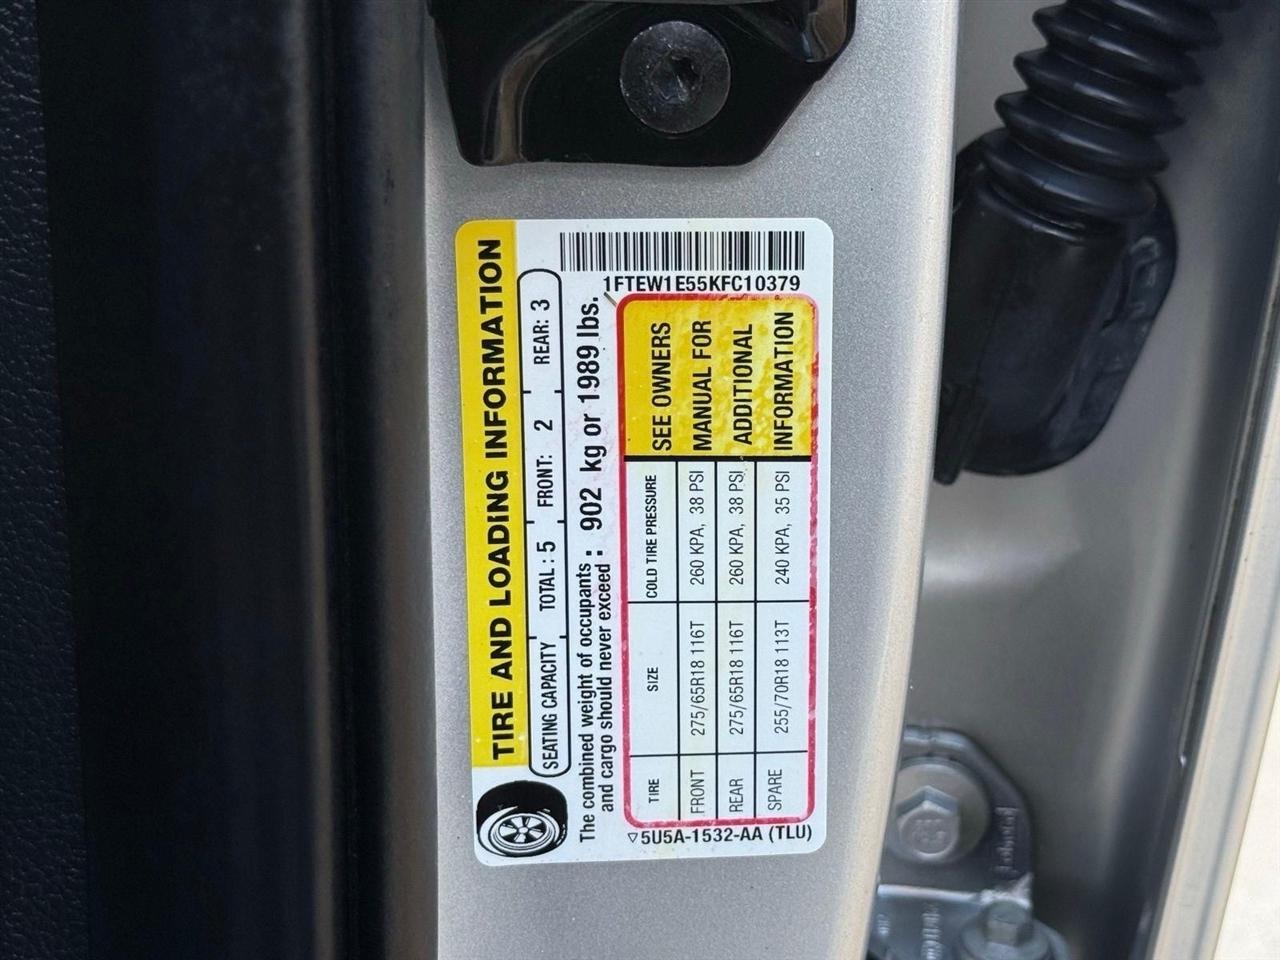 TIRE AND LOADING INFORMATION
SEATING CAPACITY TOTAL : 5 FRONT: 2 REAR: 3
The combined weight of occupants
and cargo should never exceed : 902 kg or 1989 lbs.
1FTEW1E55KFC10379
TIRE SIZE COLD TIRE PRESSURE
FRONT 275/65R18 116T 260 KPA, 38 PSI
REAR 275/65R18 116T 260 KPA, 38 PSI
SPARE 255/70R18 113T 240 KPA, 35 PSI
SEE OWNERS
MANUAL FOR
ADDITIONAL
INFORMATION
▽5U5A-1532-AA (TLU)